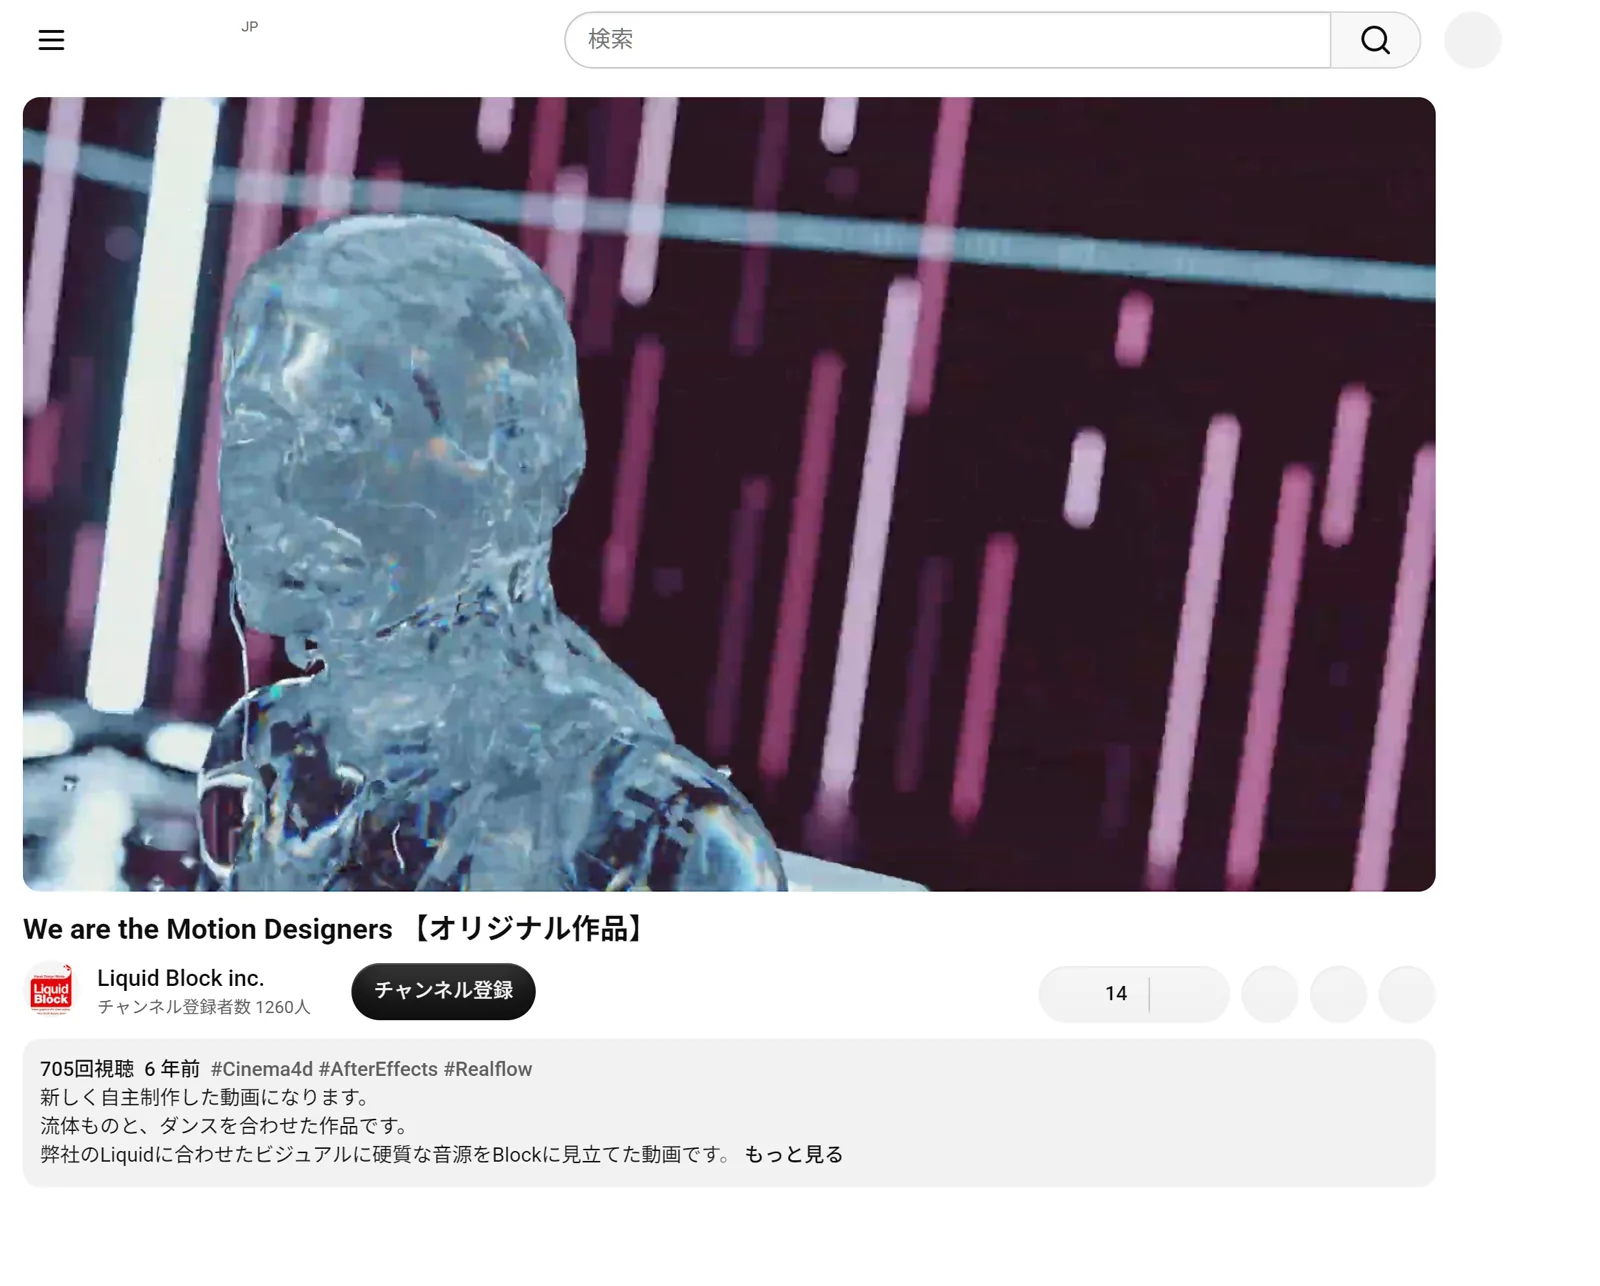 JP
検索
We are the Motion Designers 【オリジナル作品】
Liquid Block
Liquid Block inc.
チャンネル登録者数 1260人
チャンネル登録
14
705回視聴 6 年前 #Cinema4d #AfterEffects #Realflow
新しく自主制作した動画になります。
流体ものと、ダンスを合わせた作品です。
弊社のLiquidに合わせたビジュアルに硬質な音源をBlockに見立てた動画です。 もっと見る